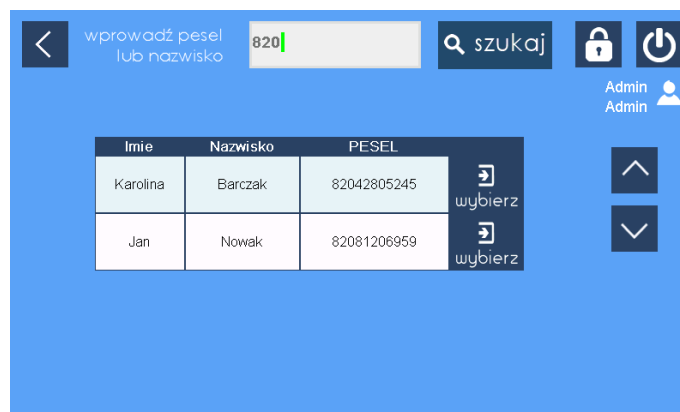 wprowadź pesel
lub nazwisko
820
szukaj
Admin
Admin
Imie Nazwisko PESEL
Karolina Barczak 82042805245 wybierz
Jan Nowak 82081206959 wybierz